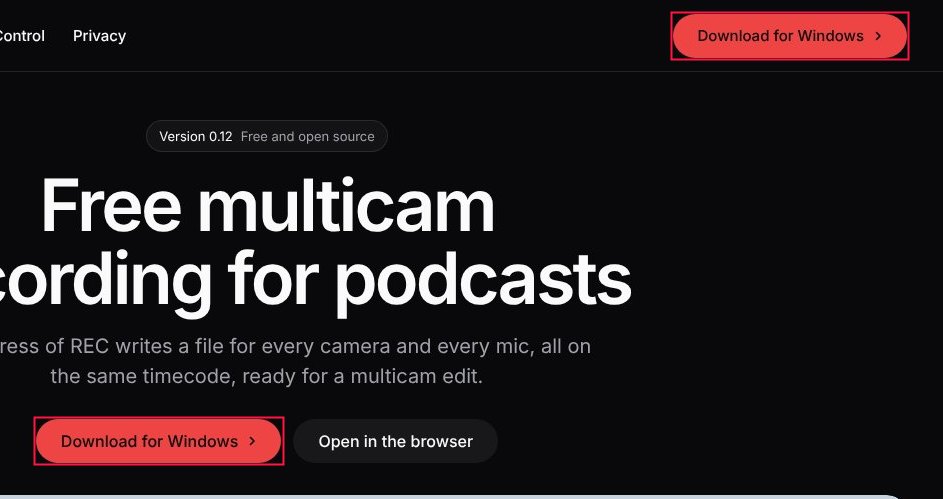 Control
Privacy
Download for Windows
Version 0.12 Free and open source
Free multicam
cording for podcasts
ress of REC writes a file for every camera and every mic, all on
the same timecode, ready for a multicam edit.
Download for Windows
Open in the browser